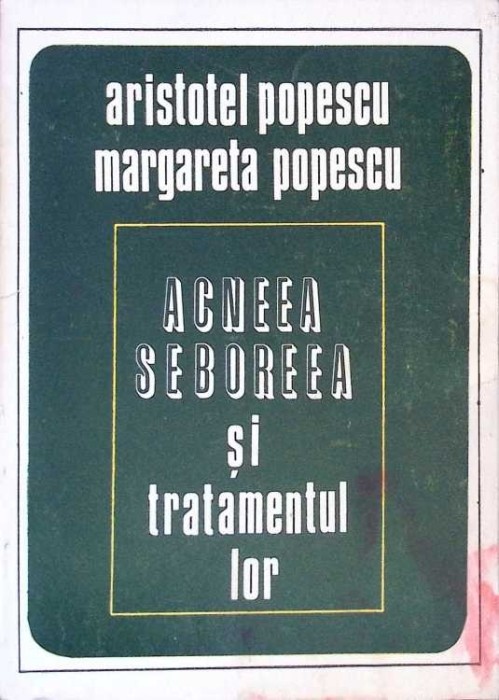 aristotel popescu
margareta popescu
ACNEEA
SEBOREEA
și
tratamentul
lor